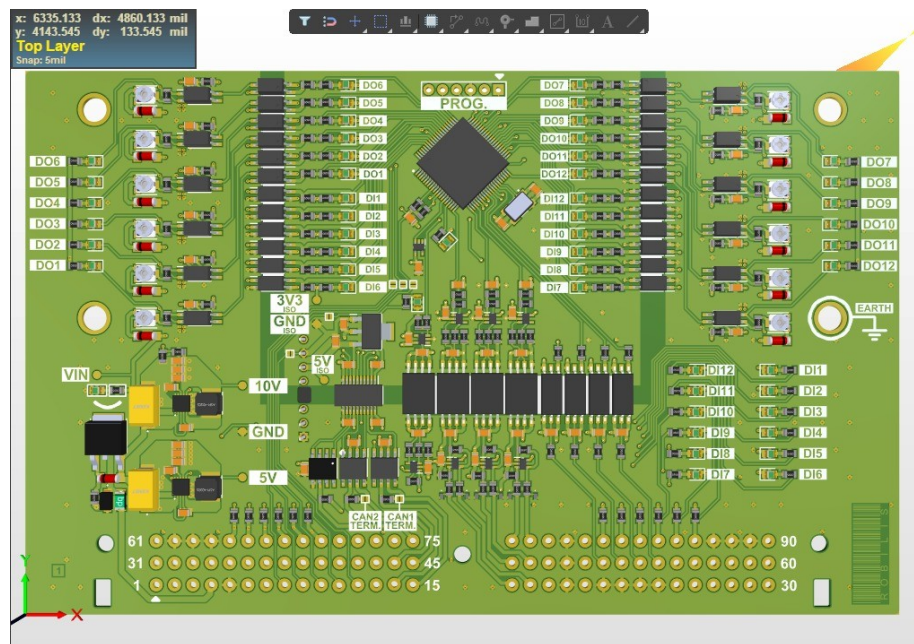 x: 6335.133 dx: 4860.133 mil
y: 4143.545 dy: 133.545 mil
Top Layer
Snap: 5mil
DO6
DO7
PROG.
DO5
DO8
DO4
DO9
DO3
DO10
DO2
DO11
DO1
DO12
DO6
DO7
DO5
DO8
DO4
DO9
DO3
DO10
DO2
DO11
DO1
DO12
DI1
DI12
DI2
DI11
DI3
DI10
DI4
DI9
DI5
DI8
DI6
DI7
3V3
ISO
GND
ISO
EARTH
5V
ISO
VIN
10V
GND
5V
DI12
DI1
DI11
DI2
DI10
DI3
DI9
DI4
DI8
DI5
DI7
DI6
CAN2
TERM.
CAN1
TERM.
61
75
90
31
45
60
1
15
30
Y
X
1
A